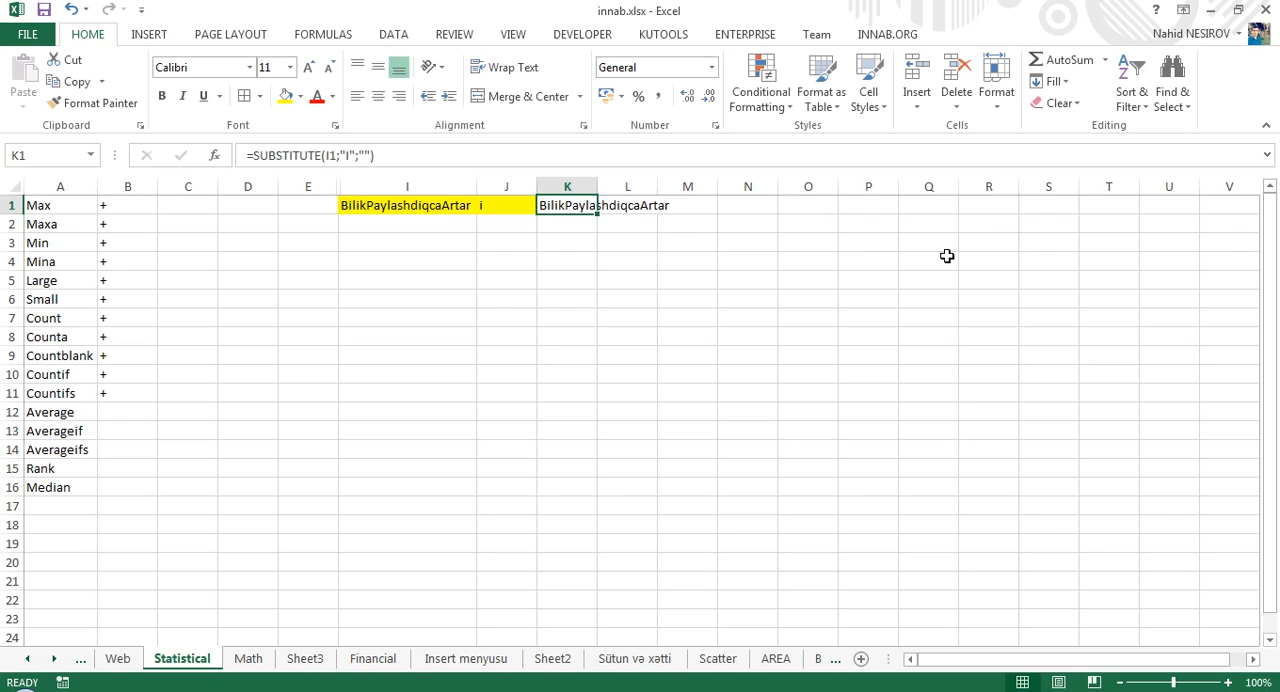 innab.xlsx - Excel
FILE HOME INSERT PAGE LAYOUT FORMULAS DATA REVIEW VIEW DEVELOPER KUTOOLS ENTERPRISE Team INNAB.ORG Nahid NESIROV
Paste Cut Copy Format Painter Clipboard
Calibri 11 B I U Font
Wrap Text Merge & Center Alignment
General % , Number
Conditional Formatting Format as Table Cell Styles Styles
Insert Delete Format Cells
AutoSum Fill Clear Sort & Filter Find & Select Editing
K1 fx =SUBSTITUTE(I1;"I";"")
A B C D E I J K L M N O P Q R S T U V
1 Max + BilikPaylashdiqcaArtar i BilikPaylashdiqcaArtar
2 Maxa +
3 Min +
4 Mina +
5 Large +
6 Small +
7 Count +
8 Counta +
9 Countblank +
10 Countif +
11 Countifs +
12 Average
13 Averageif
14 Averageifs
15 Rank
16 Median
17
18
19
20
21
22
23
24
... Web Statistical Math Sheet3 Financial Insert menyusu Sheet2 Sütun və xətti Scatter AREA B ...
READY 100%